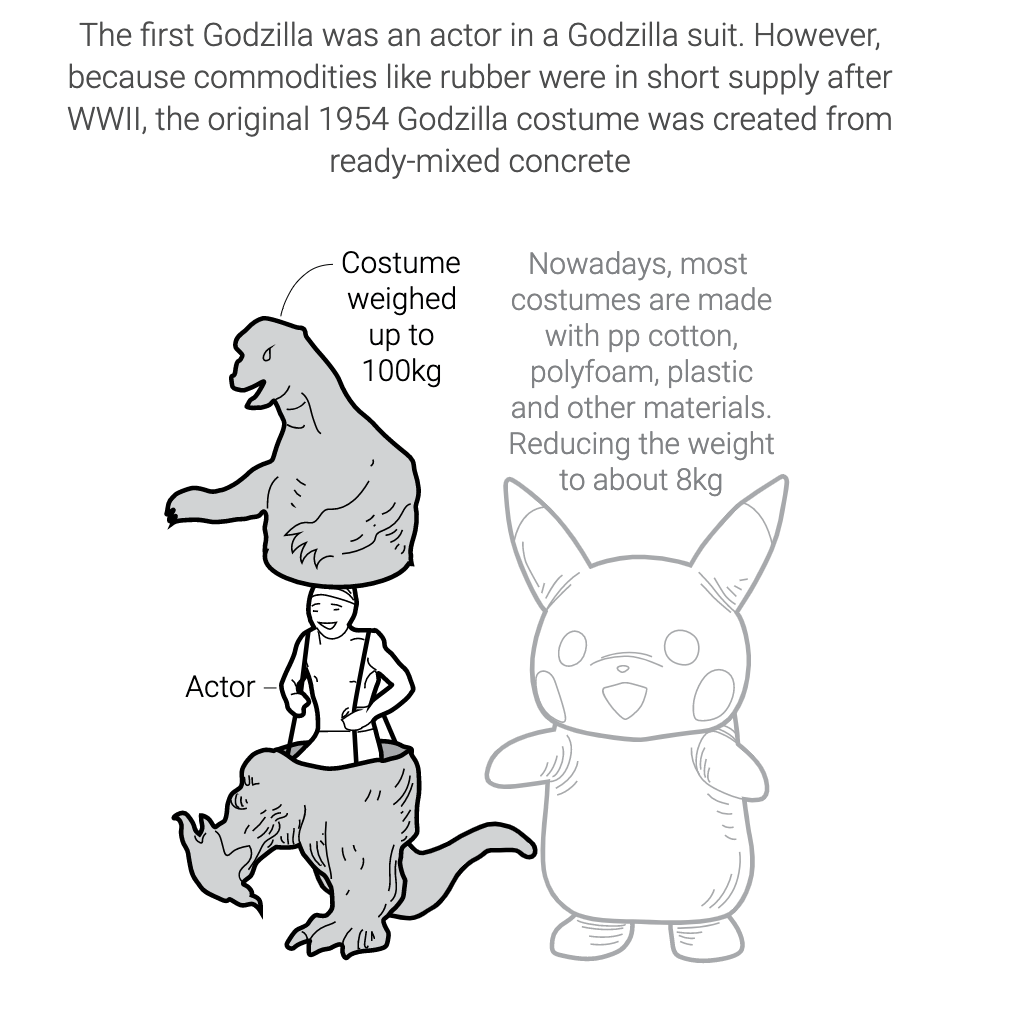 The first Godzilla was an actor in a Godzilla suit. However,
because commodities like rubber were in short supply after
WWII, the original 1954 Godzilla costume was created from
ready-mixed concrete
Costume
weighed
up to
100kg
Nowadays, most
costumes are made
with pp cotton,
polyfoam, plastic
and other materials.
Reducing the weight
to about 8kg
Actor